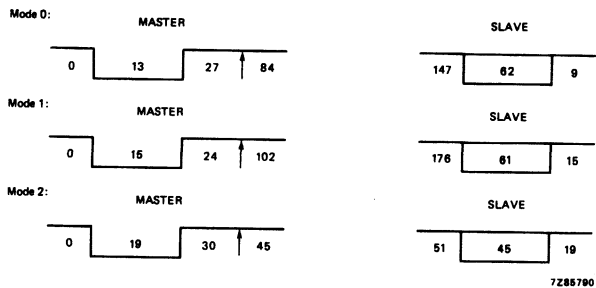 Mode 0:
MASTER
SLAVE
0 13 27 84
147 62 9
Mode 1:
MASTER
SLAVE
0 15 24 102
176 61 15
Mode 2:
MASTER
SLAVE
0 19 30 45
51 45 19
7Z85790